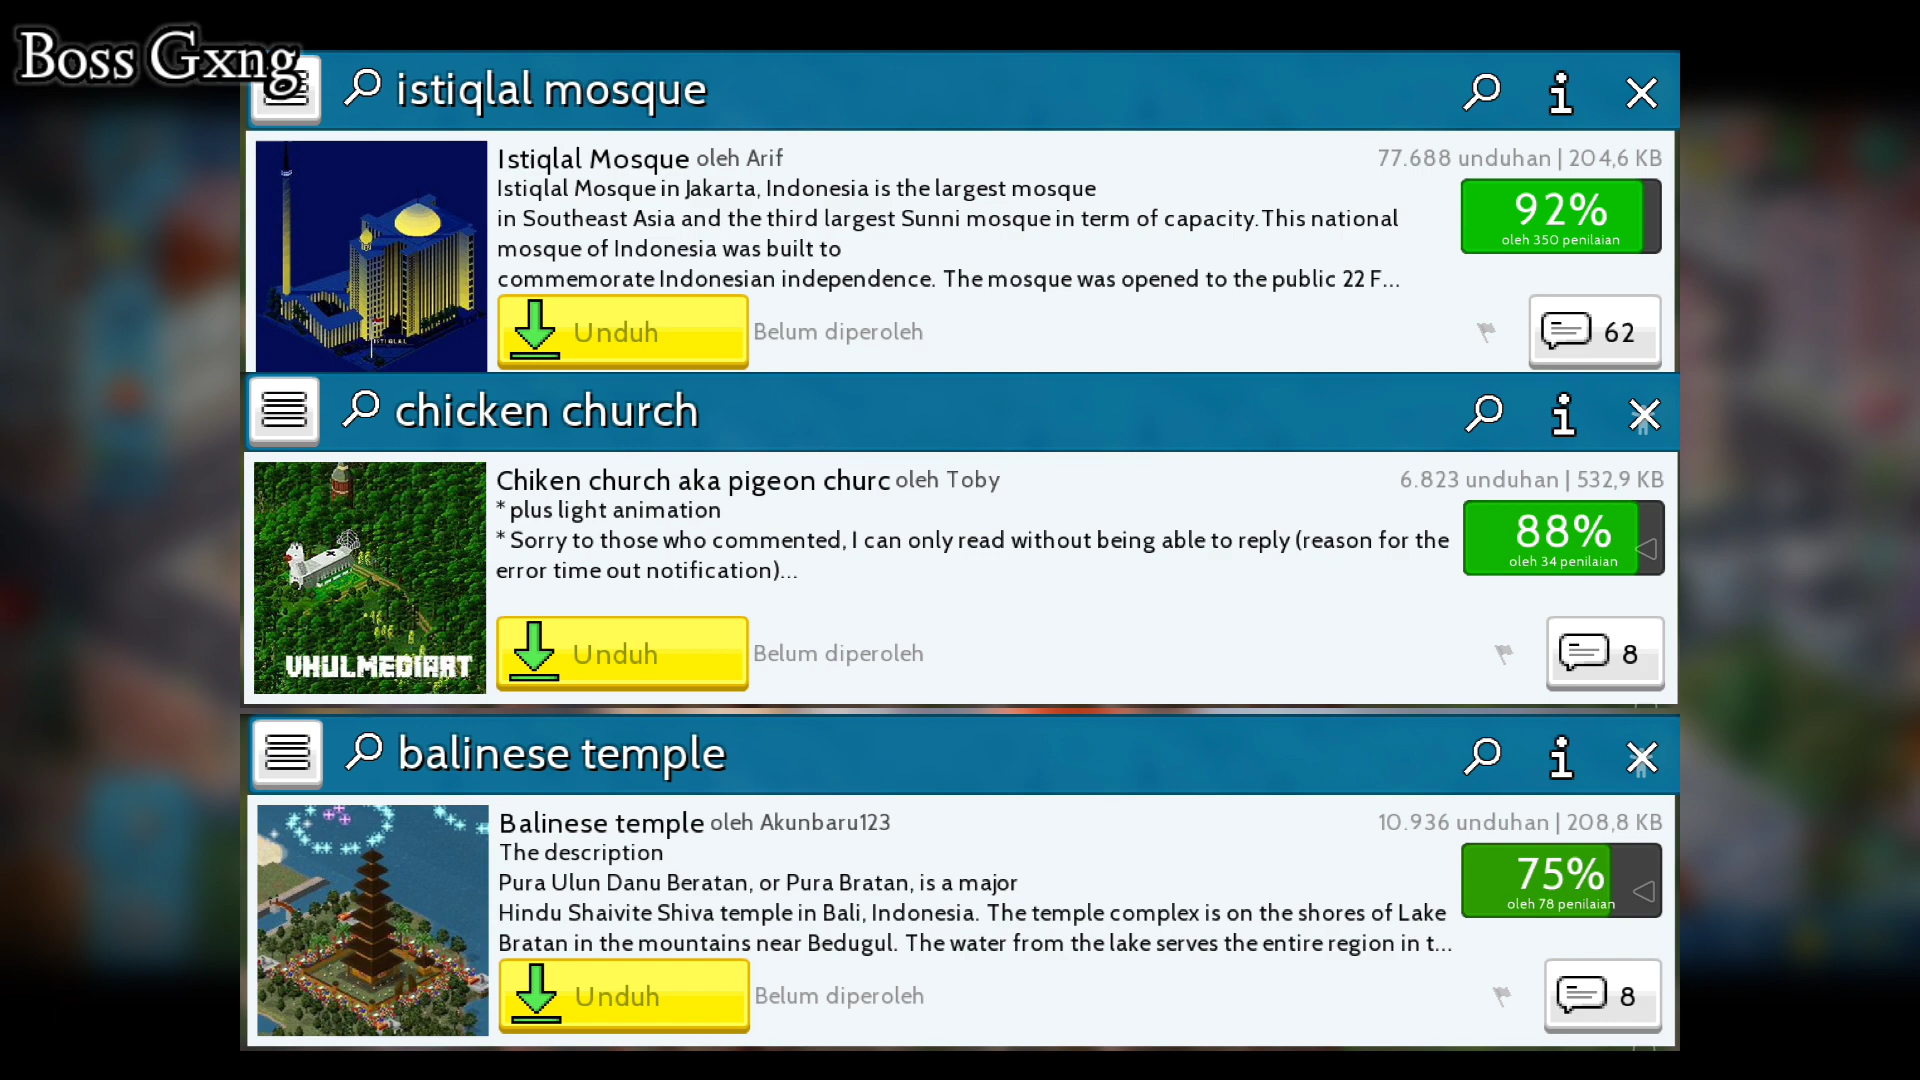 Boss Gxng
istiqlal mosque
Istiqlal Mosque oleh Arif
77.688 unduhan | 204,6 KB
Istiqlal Mosque in Jakarta, Indonesia is the largest mosque
in Southeast Asia and the third largest Sunni mosque in term of capacity.This national
mosque of Indonesia was built to
commemorate Indonesian independence. The mosque was opened to the public 22 F...
92%
oleh 350 penilaian
ISTIQLAL
Unduh
Belum diperoleh
62
chicken church
Chiken church aka pigeon churc oleh Toby
6.823 unduhan | 532,9 KB
* plus light animation
* Sorry to those who commented, I can only read without being able to reply (reason for the
error time out notification)...
88%
oleh 34 penilaian
VHULMEDIART
Unduh
Belum diperoleh
8
balinese temple
Balinese temple oleh Akunbaru123
10.936 unduhan | 208,8 KB
The description
Pura Ulun Danu Beratan, or Pura Bratan, is a major
Hindu Shaivite Shiva temple in Bali, Indonesia. The temple complex is on the shores of Lake
Bratan in the mountains near Bedugul. The water from the lake serves the entire region in t...
75%
oleh 78 penilaian
Unduh
Belum diperoleh
8